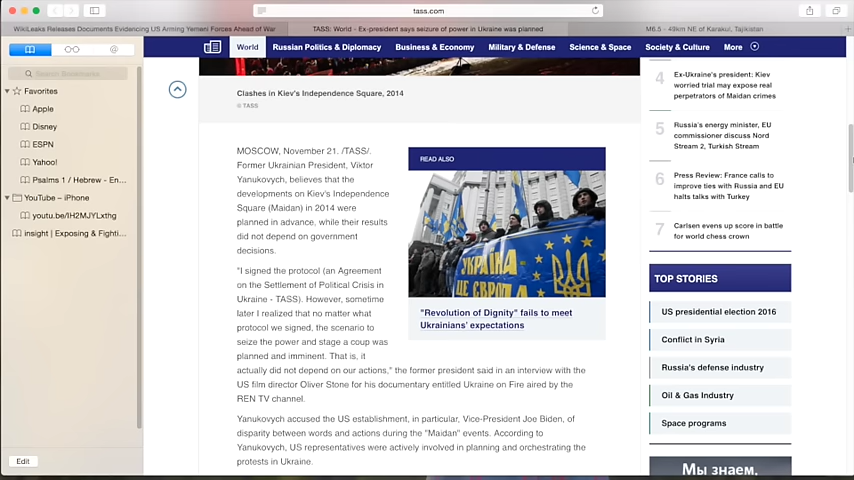 tass.com
WikiLeaks Releases Documents Evidencing US Arming Yemeni Forces Ahead of War
TASS: World - Ex-president says seizure of power in Ukraine was planned
M6.5 - 49km NE of Karakul, Tajikistan
World
Russian Politics & Diplomacy
Business & Economy
Military & Defense
Science & Space
Society & Culture
More
Search Bookmarks
Favorites
Apple
Disney
ESPN
Yahoo!
Psalms 1 / Hebrew - En...
YouTube – iPhone
youtu.be/IH2MJYLxthg
insight | Exposing & Fighti...
Edit
Clashes in Kiev's Independence Square, 2014
© TASS
MOSCOW, November 21. /TASS/.
Former Ukrainian President, Viktor
Yanukovych, believes that the
developments on Kiev's Independence
Square (Maidan) in 2014 were
planned in advance, while their results
did not depend on government
decisions.
"I signed the protocol (an Agreement
on the Settlement of Political Crisis in
Ukraine - TASS). However, sometime
later I realized that no matter what
protocol we signed, the scenario to
seize the power and stage a coup was
planned and imminent. That is, it
actually did not depend on our actions," the former president said in an interview with the
US film director Oliver Stone for his documentary entitled Ukraine on Fire aired by the
REN TV channel.
Yanukovych accused the US establishment, in particular, Vice-President Joe Biden, of
disparity between words and actions during the "Maidan" events. According to
Yanukovych, US representatives were actively involved in planning and orchestrating the
protests in Ukraine.
READ ALSO
УКРАЇНА
ЦЕ ЄВРОПА
"Revolution of Dignity" fails to meet
Ukrainians' expectations
4
Ex-Ukraine's president: Kiev
worried trial may expose real
perpetrators of Maidan crimes
5
Russia's energy minister, EU
commissioner discuss Nord
Stream 2, Turkish Stream
6
Press Review: France calls to
improve ties with Russia and EU
halts talks with Turkey
7
Carlsen evens up score in battle
for world chess crown
TOP STORIES
US presidential election 2016
Conflict in Syria
Russia's defense industry
Oil & Gas Industry
Space programs
Мы знаем,